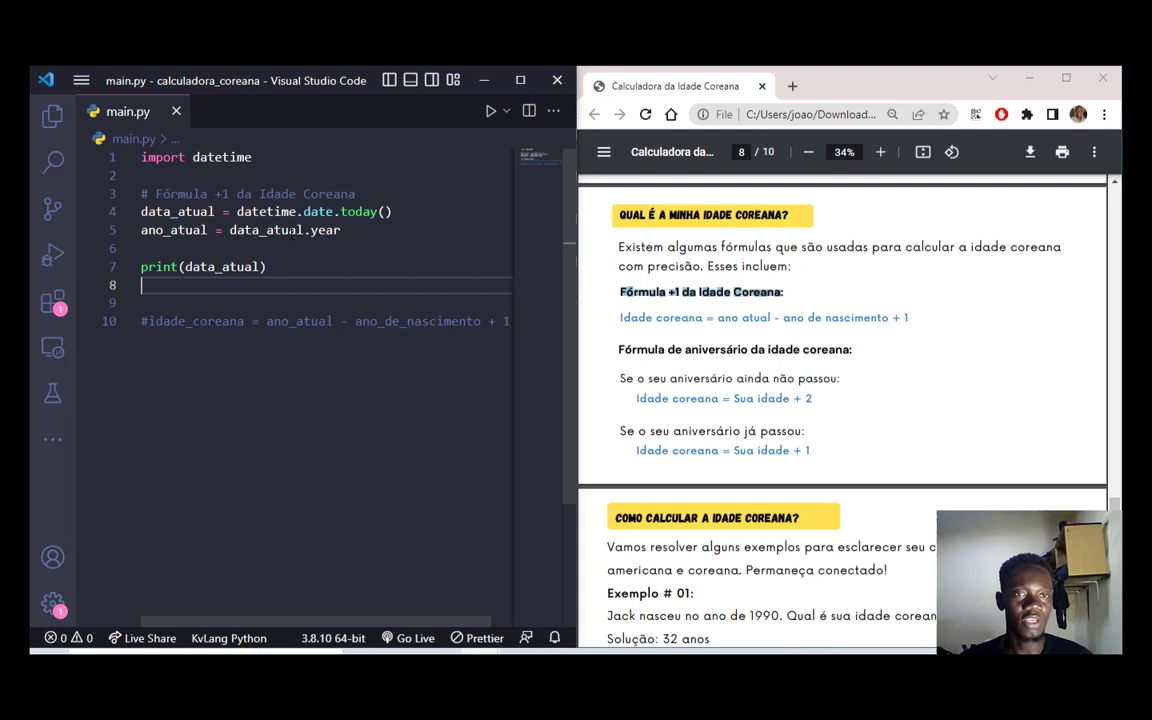 main.py - calculadora_coreana - Visual Studio Code
main.py
main.py > ...
1 import datetime
2
3 # Fórmula +1 da Idade Coreana
4 data_atual = datetime.date.today()
5 ano_atual = data_atual.year
6
7 print(data_atual)
8
9
10 #idade_coreana = ano_atual - ano_de_nascimento + 1
1
1
0 0 Live Share KvLang Python 3.8.10 64-bit Go Live Prettier
Calculadora da Idade Coreana
File C:/Users/joao/Download...
Calculadora da... 8 / 10 34%
QUAL É A MINHA IDADE COREANA?
Existem algumas fórmulas que são usadas para calcular a idade coreana
com precisão. Esses incluem:
Fórmula +1 da Idade Coreana:
Idade coreana = ano atual - ano de nascimento + 1
Fórmula de aniversário da idade coreana:
Se o seu aniversário ainda não passou:
Idade coreana = Sua idade + 2
Se o seu aniversário já passou:
Idade coreana = Sua idade + 1
COMO CALCULAR A IDADE COREANA?
Vamos resolver alguns exemplos para esclarecer seu c
americana e coreana. Permaneça conectado!
Exemplo # 01:
Jack nasceu no ano de 1990. Qual é sua idade corean
Solução: 32 anos